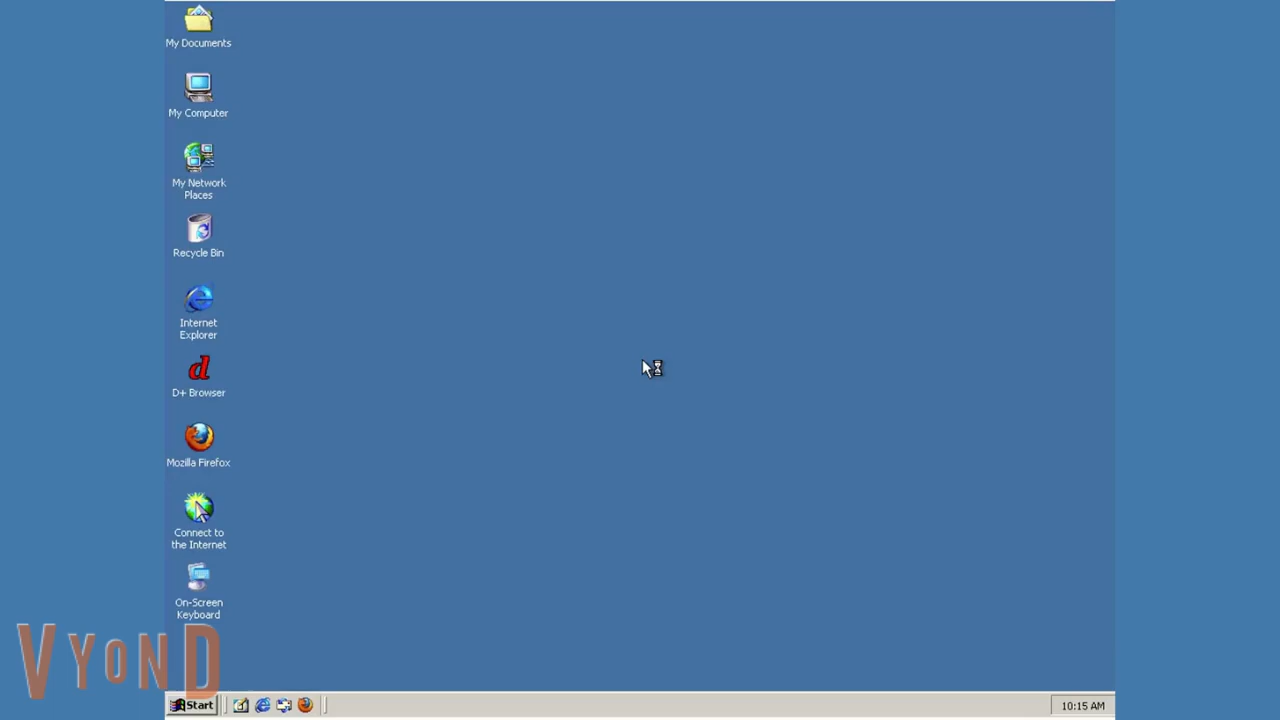 My Documents
My Computer
My Network
Places
Recycle Bin
Internet
Explorer
d
D+ Browser
Mozilla Firefox
Connect to
the Internet
On-Screen
Keyboard
VYOND
Start
10:15 AM